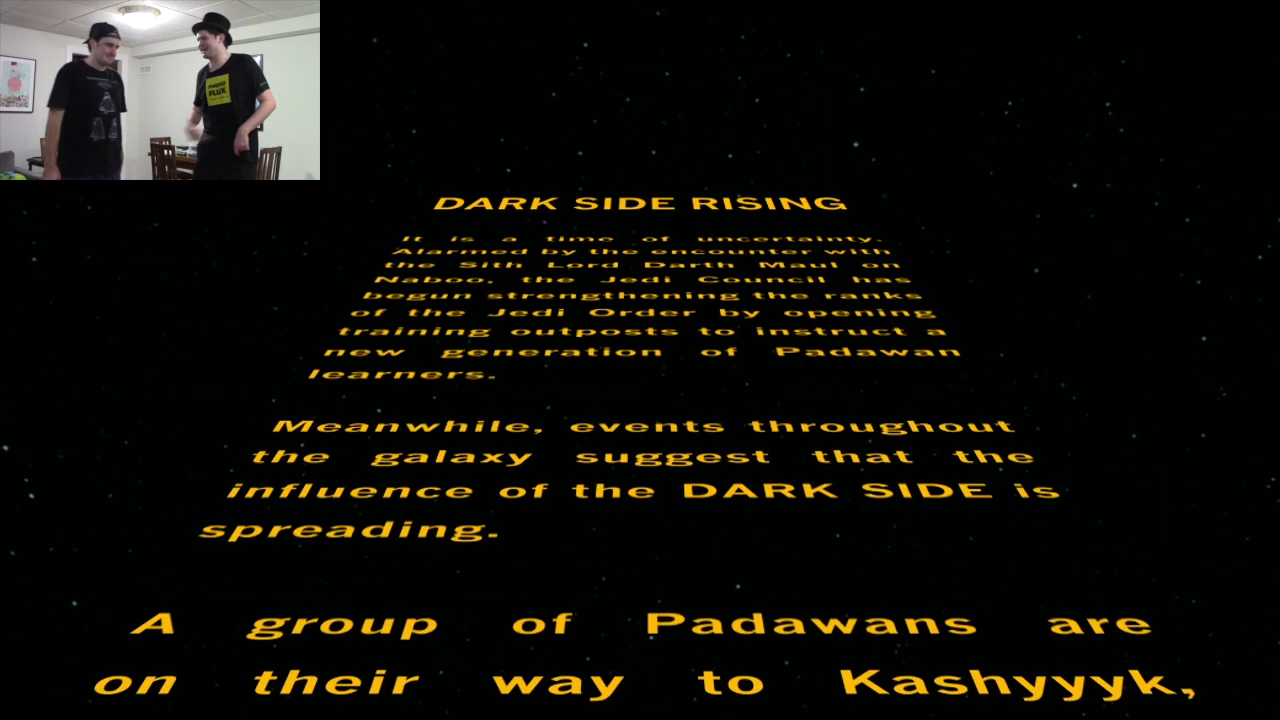 DARK SIDE RISING
It is a time of uncertainty.
Alarmed by the encounter with
the Sith Lord Darth Maul on
Naboo, the Jedi Council has
begun strengthening the ranks
of the Jedi Order by opening
training outposts to instruct a
new generation of Padawan
learners.
Meanwhile, events throughout
the galaxy suggest that the
influence of the DARK SIDE is
spreading.
A group of Padawans are
on their way to Kashyyyk,
FLUX